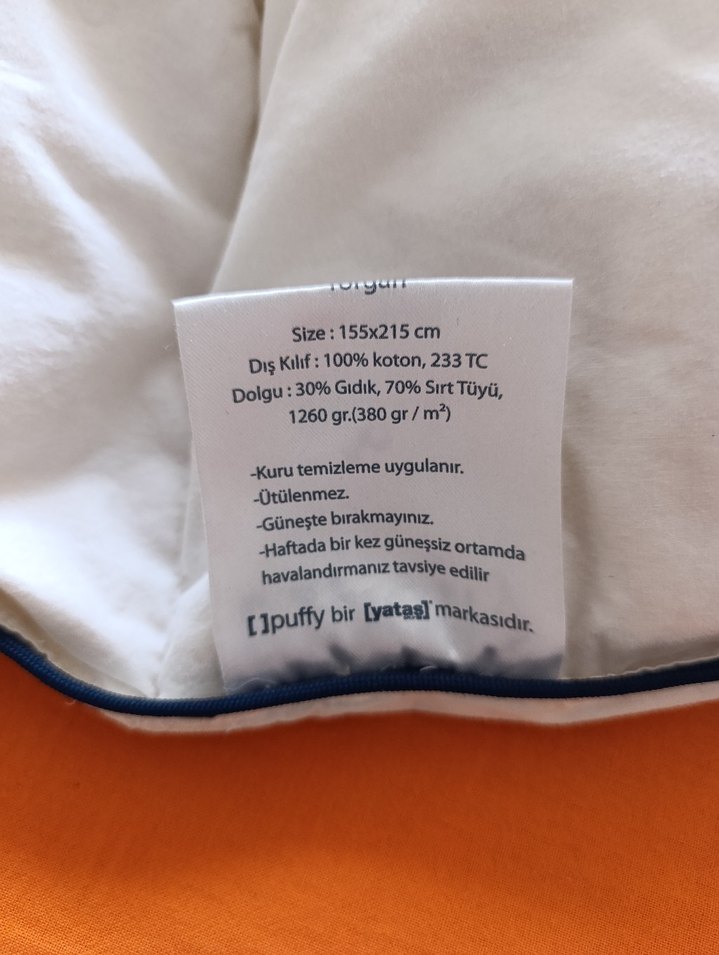 Yorgan
Size : 155x215 cm
Dış Kılıf : 100% koton, 233 TC
Dolgu : 30% Gıdık, 70% Sırt Tüyü,
1260 gr.(380 gr / m²)
-Kuru temizleme uygulanır.
-Ütülenmez.
-Güneşte bırakmayınız.
-Haftada bir kez güneşsiz ortamda
havalandırmanız tavsiye edilir
[ ]puffy bir [yataş] markasıdır.